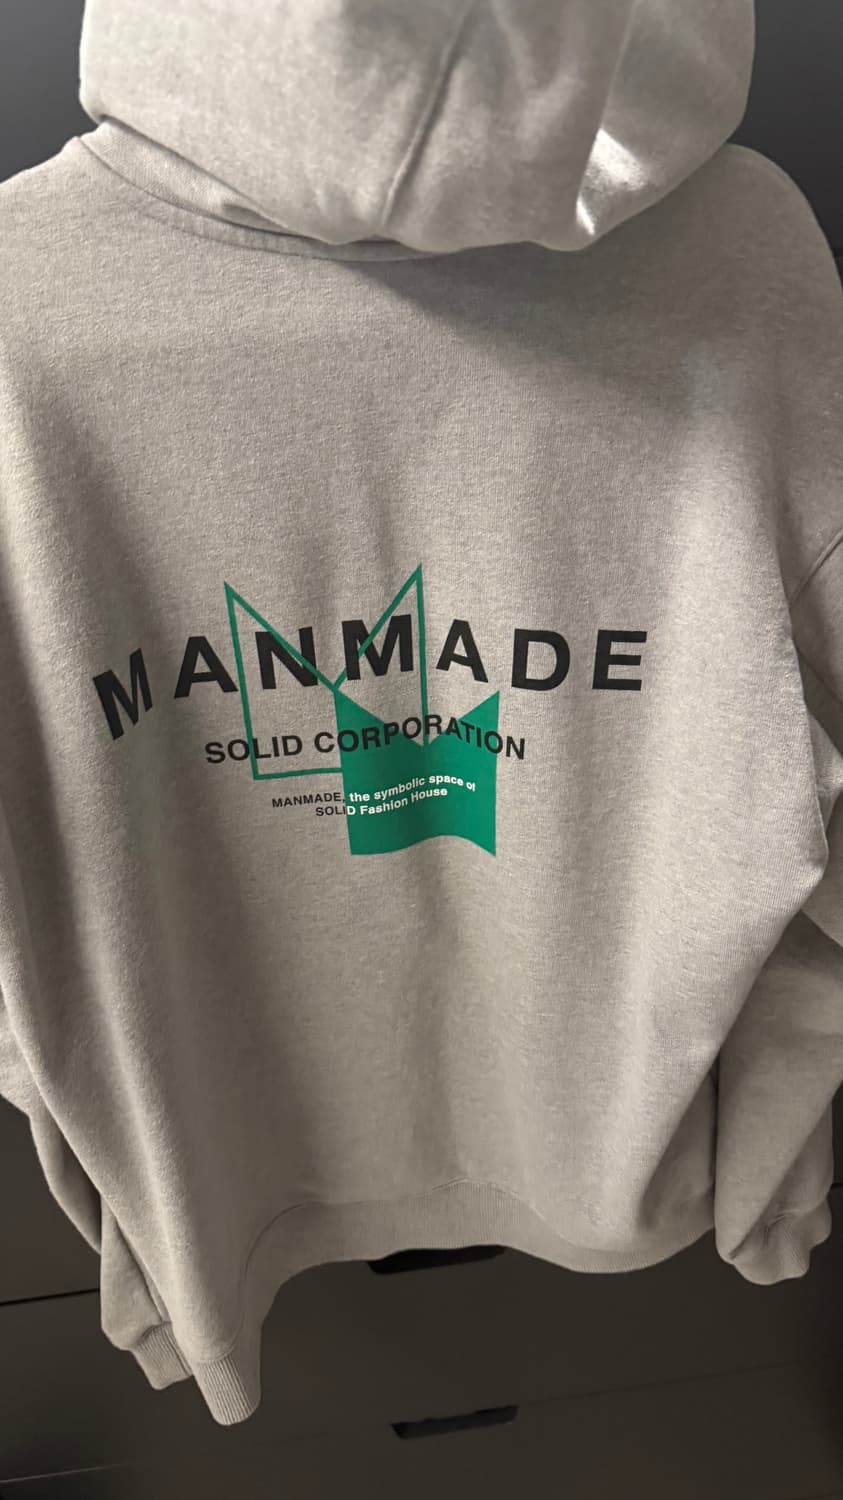 MANMADE
SOLID CORPORATION
MANMADE, the symbolic space of
SOLID Fashion House